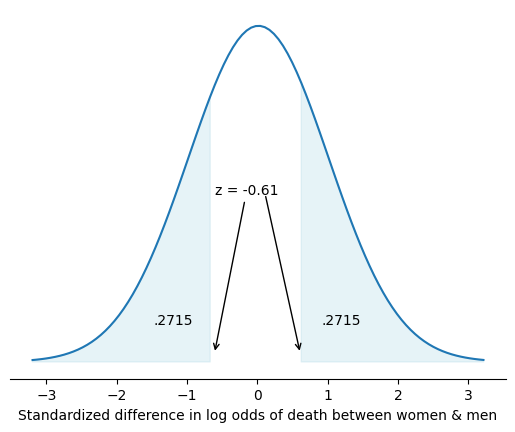 z = -0.61
.2715 .2715
−3 −2 −1 0 1 2 3
Standardized difference in log odds of death between women & men